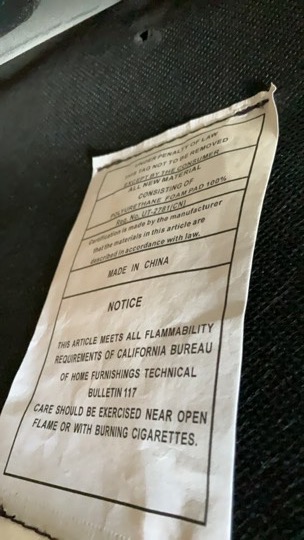 UNDER PENALTY OF LAW
THIS TAG NOT TO BE REMOVED
EXCEPT BY THE CONSUMER
ALL NEW MATERIAL
CONSISTING OF
POLYURETHANE FOAM PAD 100%
Reg. No. UT-2781(CN)
Certification is made by the manufacturer
that the materials in this article are
described in accordance with law.
MADE IN CHINA
NOTICE
THIS ARTICLE MEETS ALL FLAMMABILITY
REQUIREMENTS OF CALIFORNIA BUREAU
OF HOME FURNISHINGS TECHNICAL
BULLETIN 117
CARE SHOULD BE EXERCISED NEAR OPEN
FLAME OR WITH BURNING CIGARETTES.